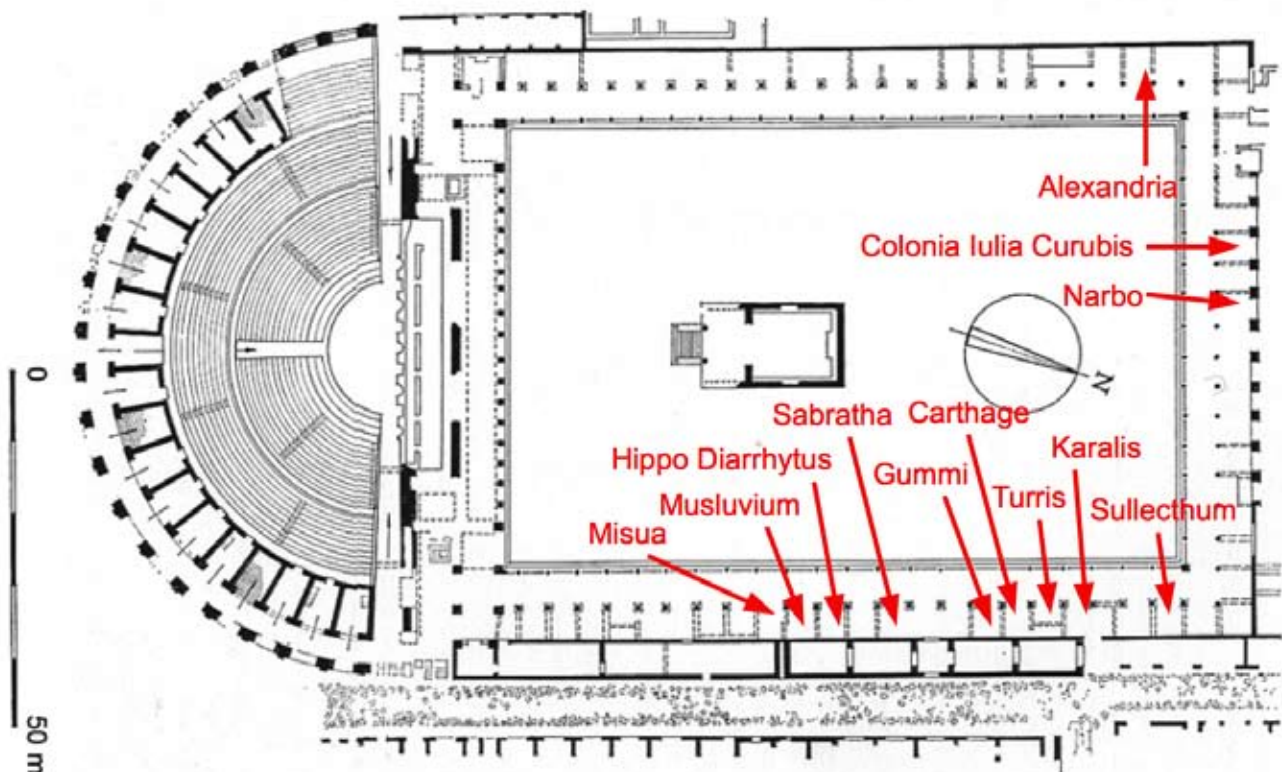 Alexandria
Colonia Iulia Curubis
Narbo
0
N
Sabratha
Carthage
Hippo Diarrhytus
Gummi
Karalis
Musluvium
Turris
Sullecthum
Misua
50 m